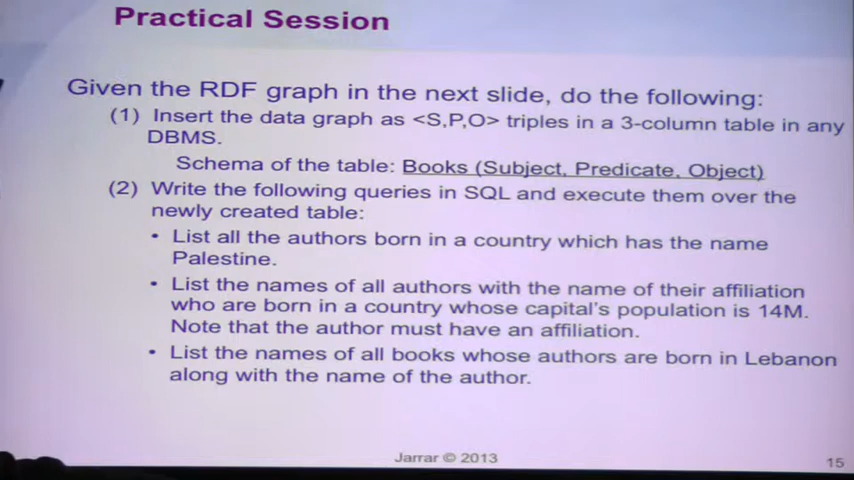 Practical Session
Given the RDF graph in the next slide, do the following:
(1) Insert the data graph as <S,P,O> triples in a 3-column table in any
DBMS.
Schema of the table: Books (Subject, Predicate, Object)
(2) Write the following queries in SQL and execute them over the
newly created table:
• List all the authors born in a country which has the name
Palestine.
• List the names of all authors with the name of their affiliation
who are born in a country whose capital's population is 14M.
Note that the author must have an affiliation.
• List the names of all books whose authors are born in Lebanon
along with the name of the author.
Jarrar © 2013
15